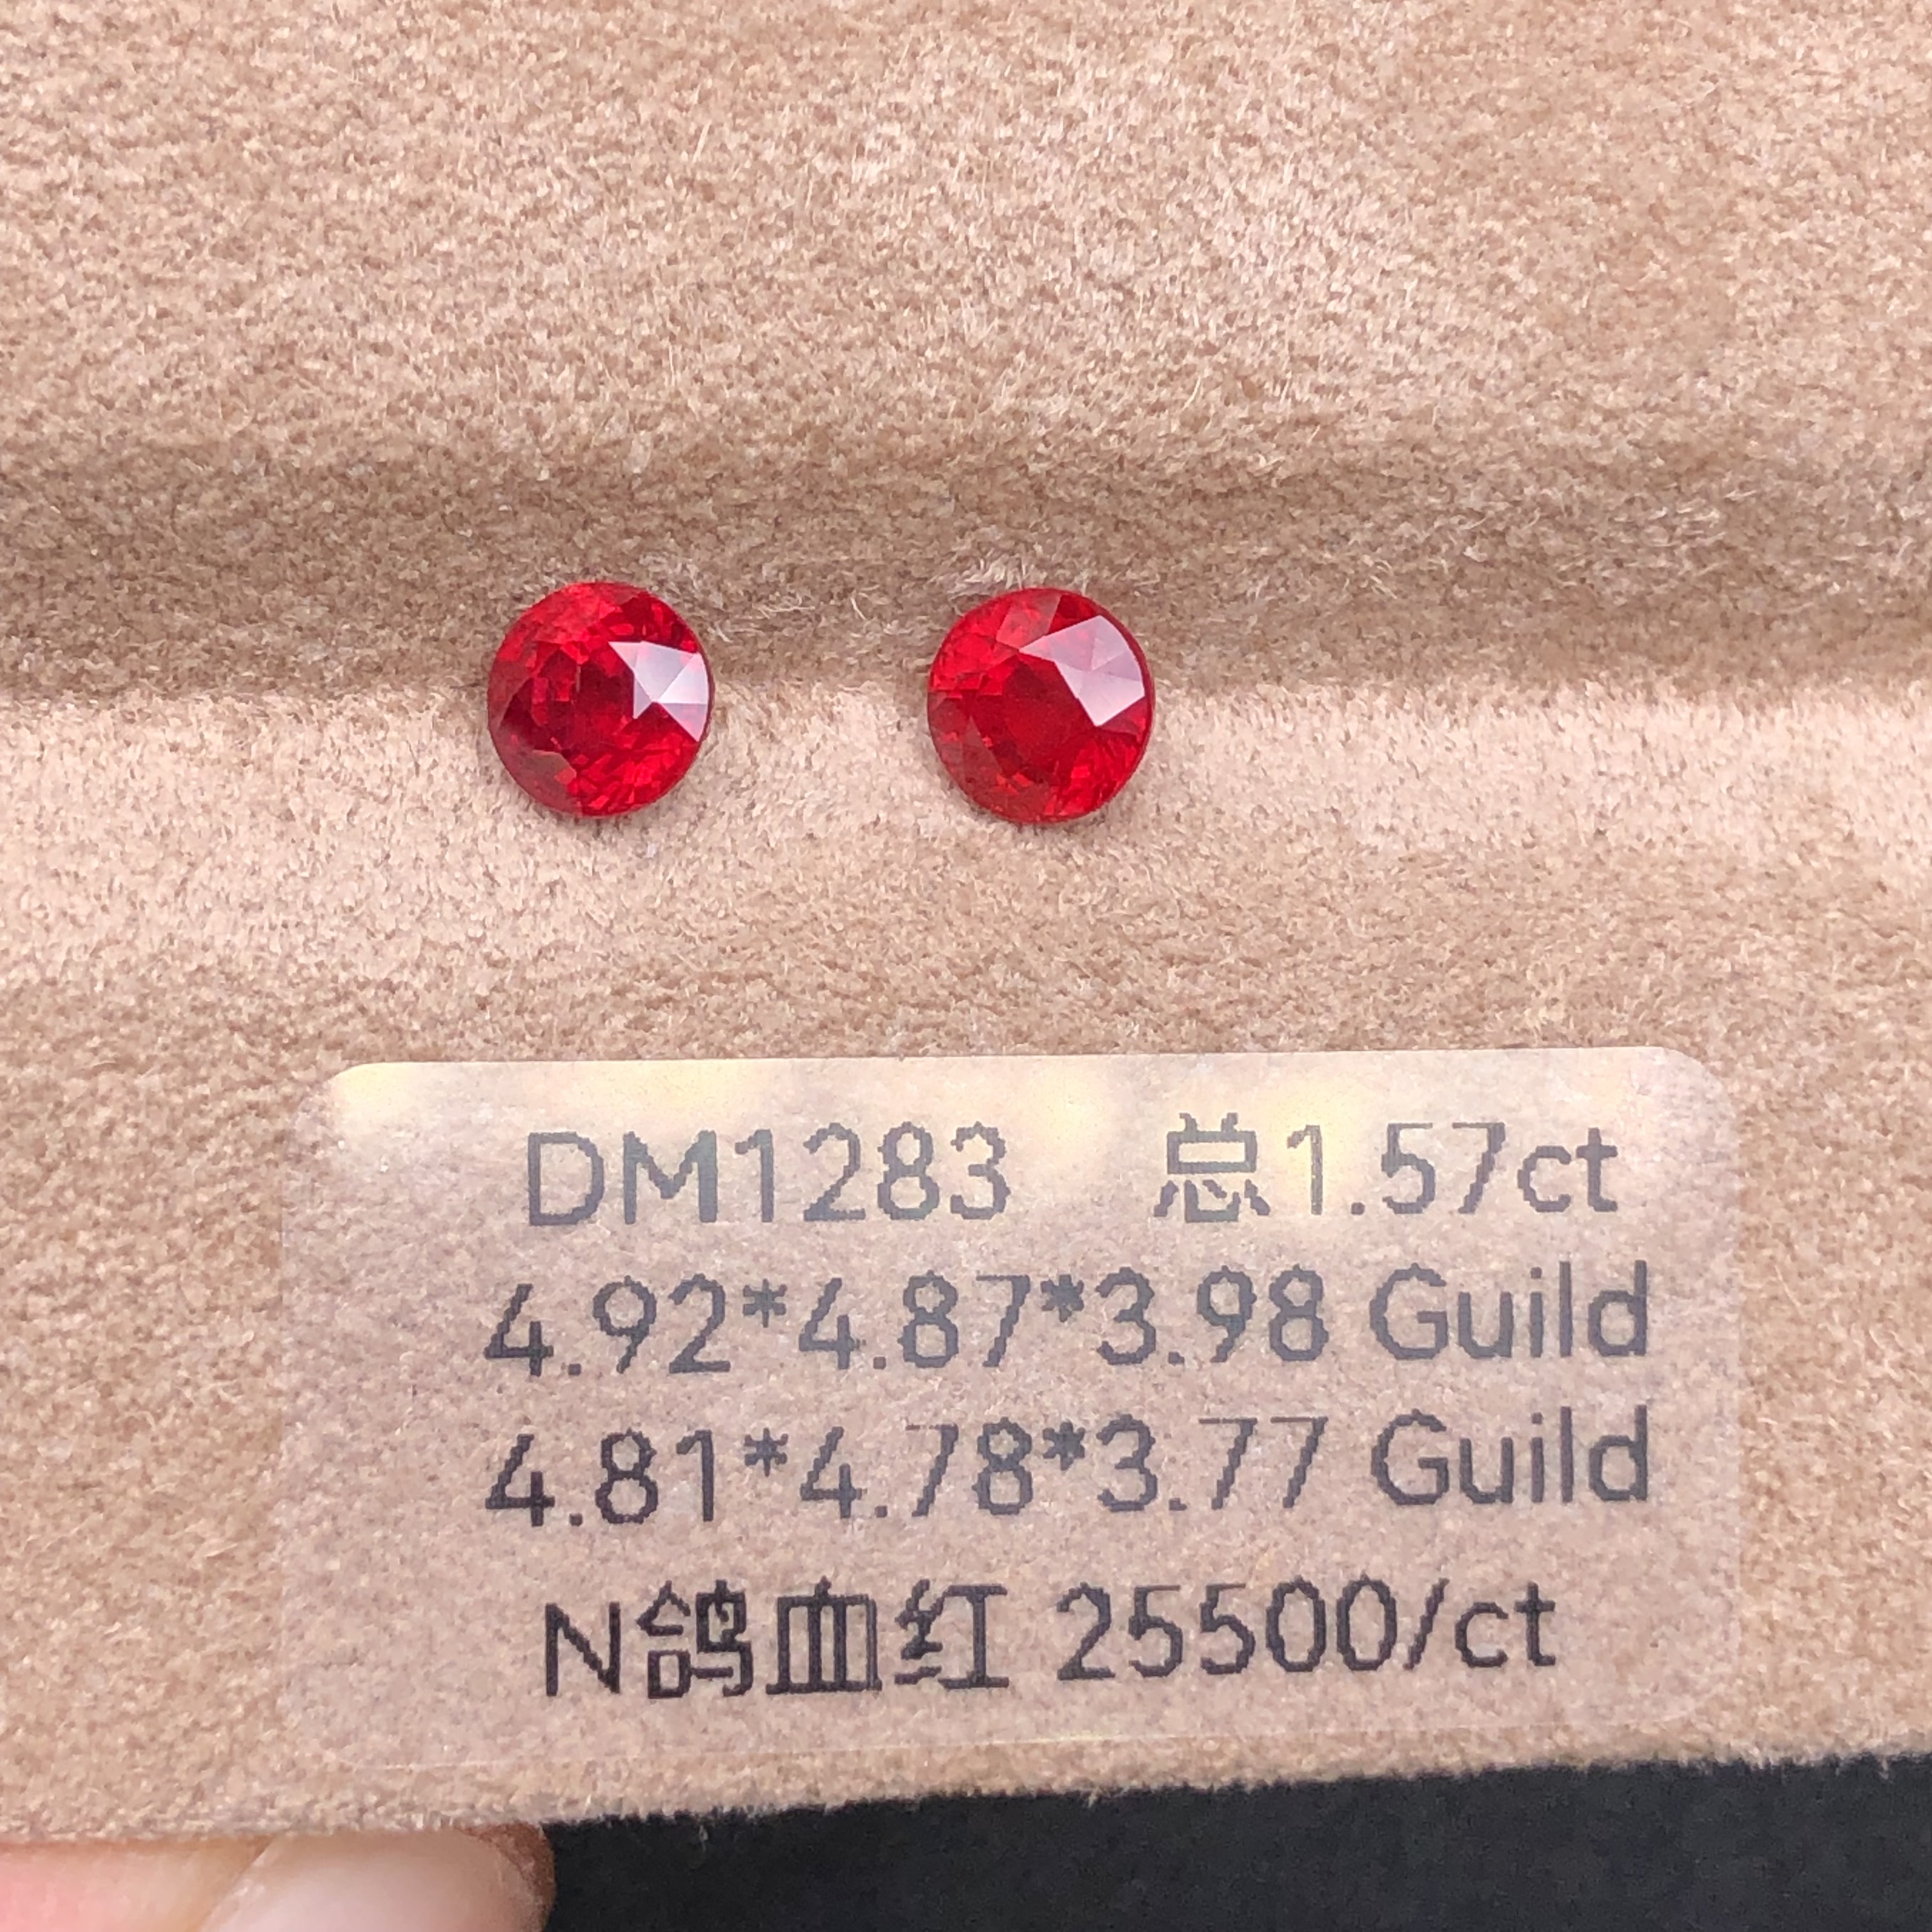 DM1283 总1.57ct
4.92*4.87*3.98 Guild
4.81*4.78*3.77 Guild
N鸽血红 25500/ct